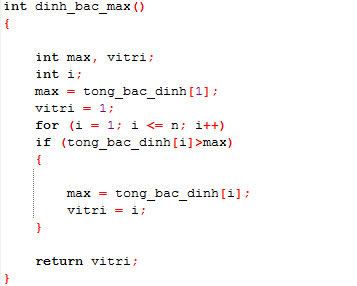 int dinh_bac_max()
{
int max, vitri;
int i;
max = tong_bac_dinh[1];
vitri = 1;
for (i = 1; i <= n; i++)
if (tong_bac_dinh[i]>max)
{
max = tong_bac_dinh[i];
vitri = i;
}
return vitri;
}